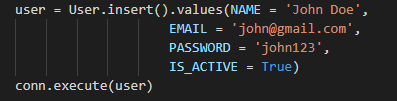 user = User.insert().values(NAME = 'John Doe',
EMAIL = 'john@gmail.com',
PASSWORD = 'john123',
IS_ACTIVE = True)
conn.execute(user)